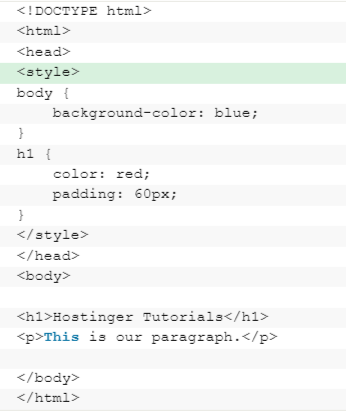 <!DOCTYPE html>
<html>
<head>
<style>
body {
    background-color: blue;
}
h1 {
    color: red;
    padding: 60px;
}
</style>
</head>
<body>

<h1>Hostinger Tutorials</h1>
<p>This is our paragraph.</p>

</body>
</html>